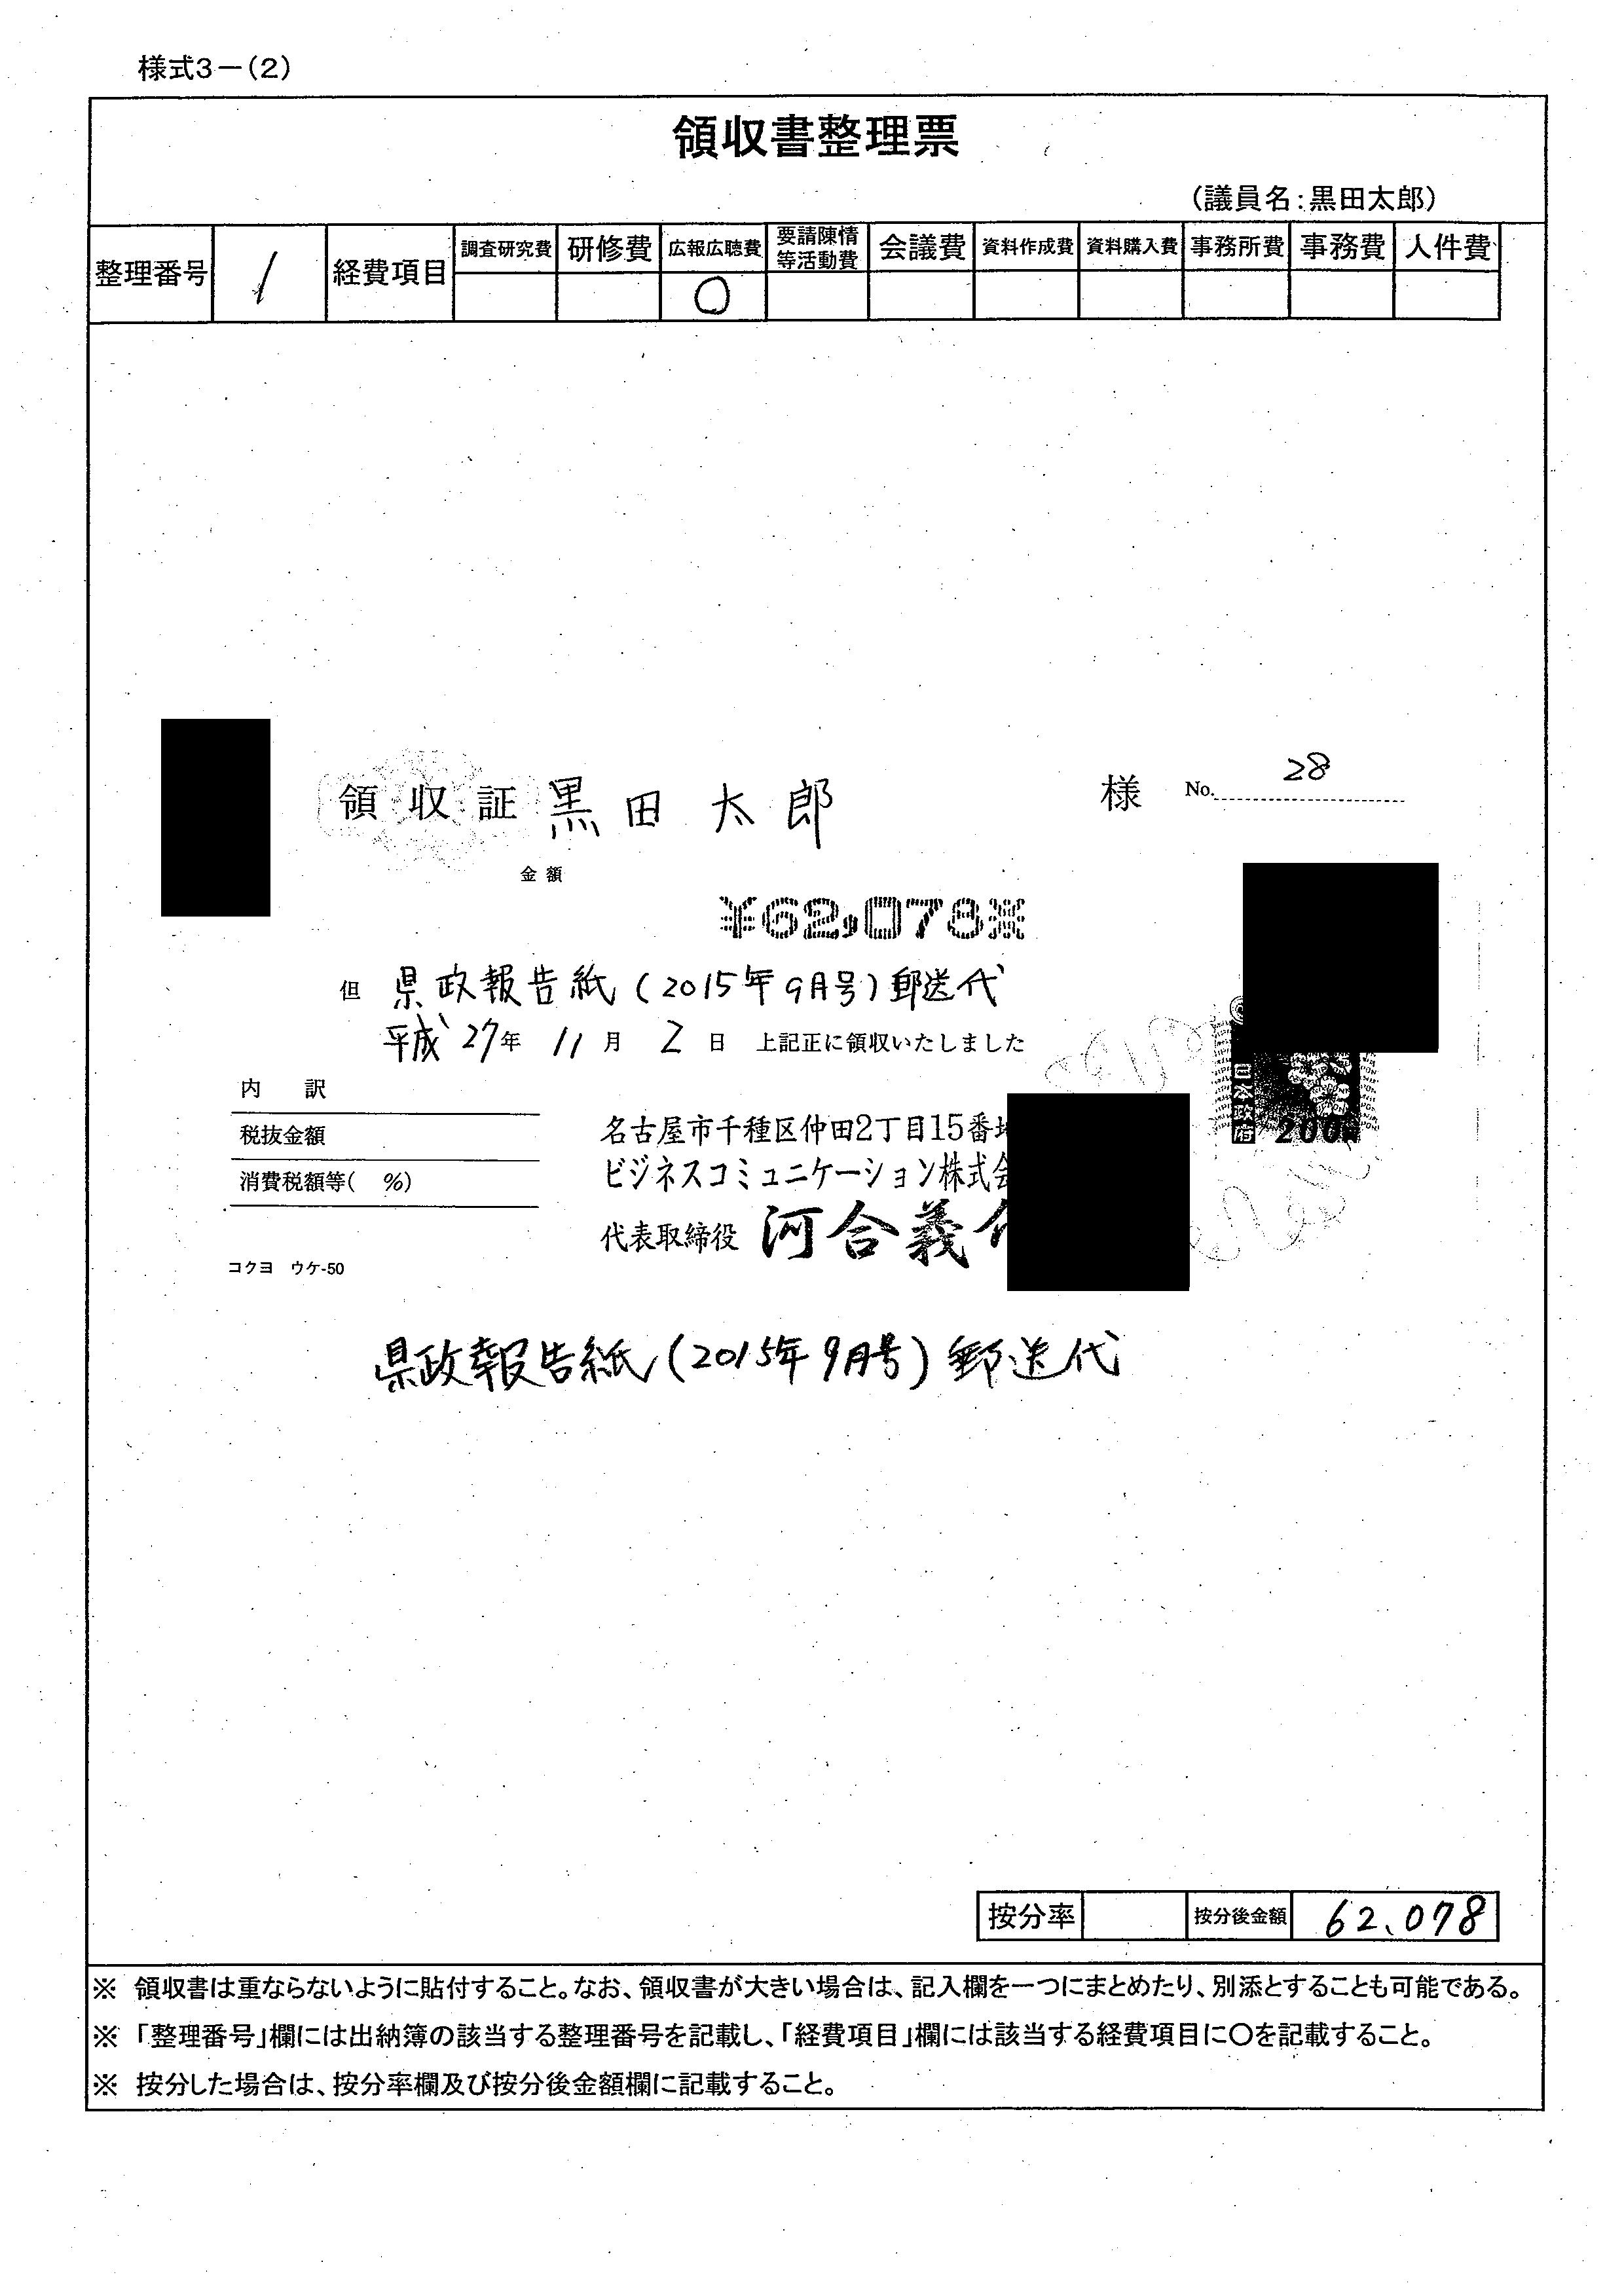 様式3－(2)
領収書整理票
（議員名：黒田太郎）
整理番号 1 経費項目 調査研究費 研修費 広報広聴費 要請陳情等活動費 会議費 資料作成費 資料購入費 事務所費 事務費 人件費
○
領収証 黒田太郎 様 No. 28
金額
¥62,078※
但 県政報告紙(2015年9月号)郵送代
平成27年 11月 2日 上記正に領収いたしました
内 訳
税抜金額
消費税額等( %)
名古屋市千種区仲田2丁目15番
ビジネスコミュニケーション株式会
代表取締役 河合義
日本政府
200円
コクヨ ウケ-50
県政報告紙(2015年9月号)郵送代
按分率 按分後金額 62,078
※ 領収書は重ならないように貼付すること。なお、領収書が大きい場合は、記入欄を一つにまとめたり、別添とすることも可能である。
※ 「整理番号」欄には出納簿の該当する整理番号を記載し、「経費項目」欄には該当する経費項目に○を記載すること。
※ 按分した場合は、按分率欄及び按分後金額欄に記載すること。